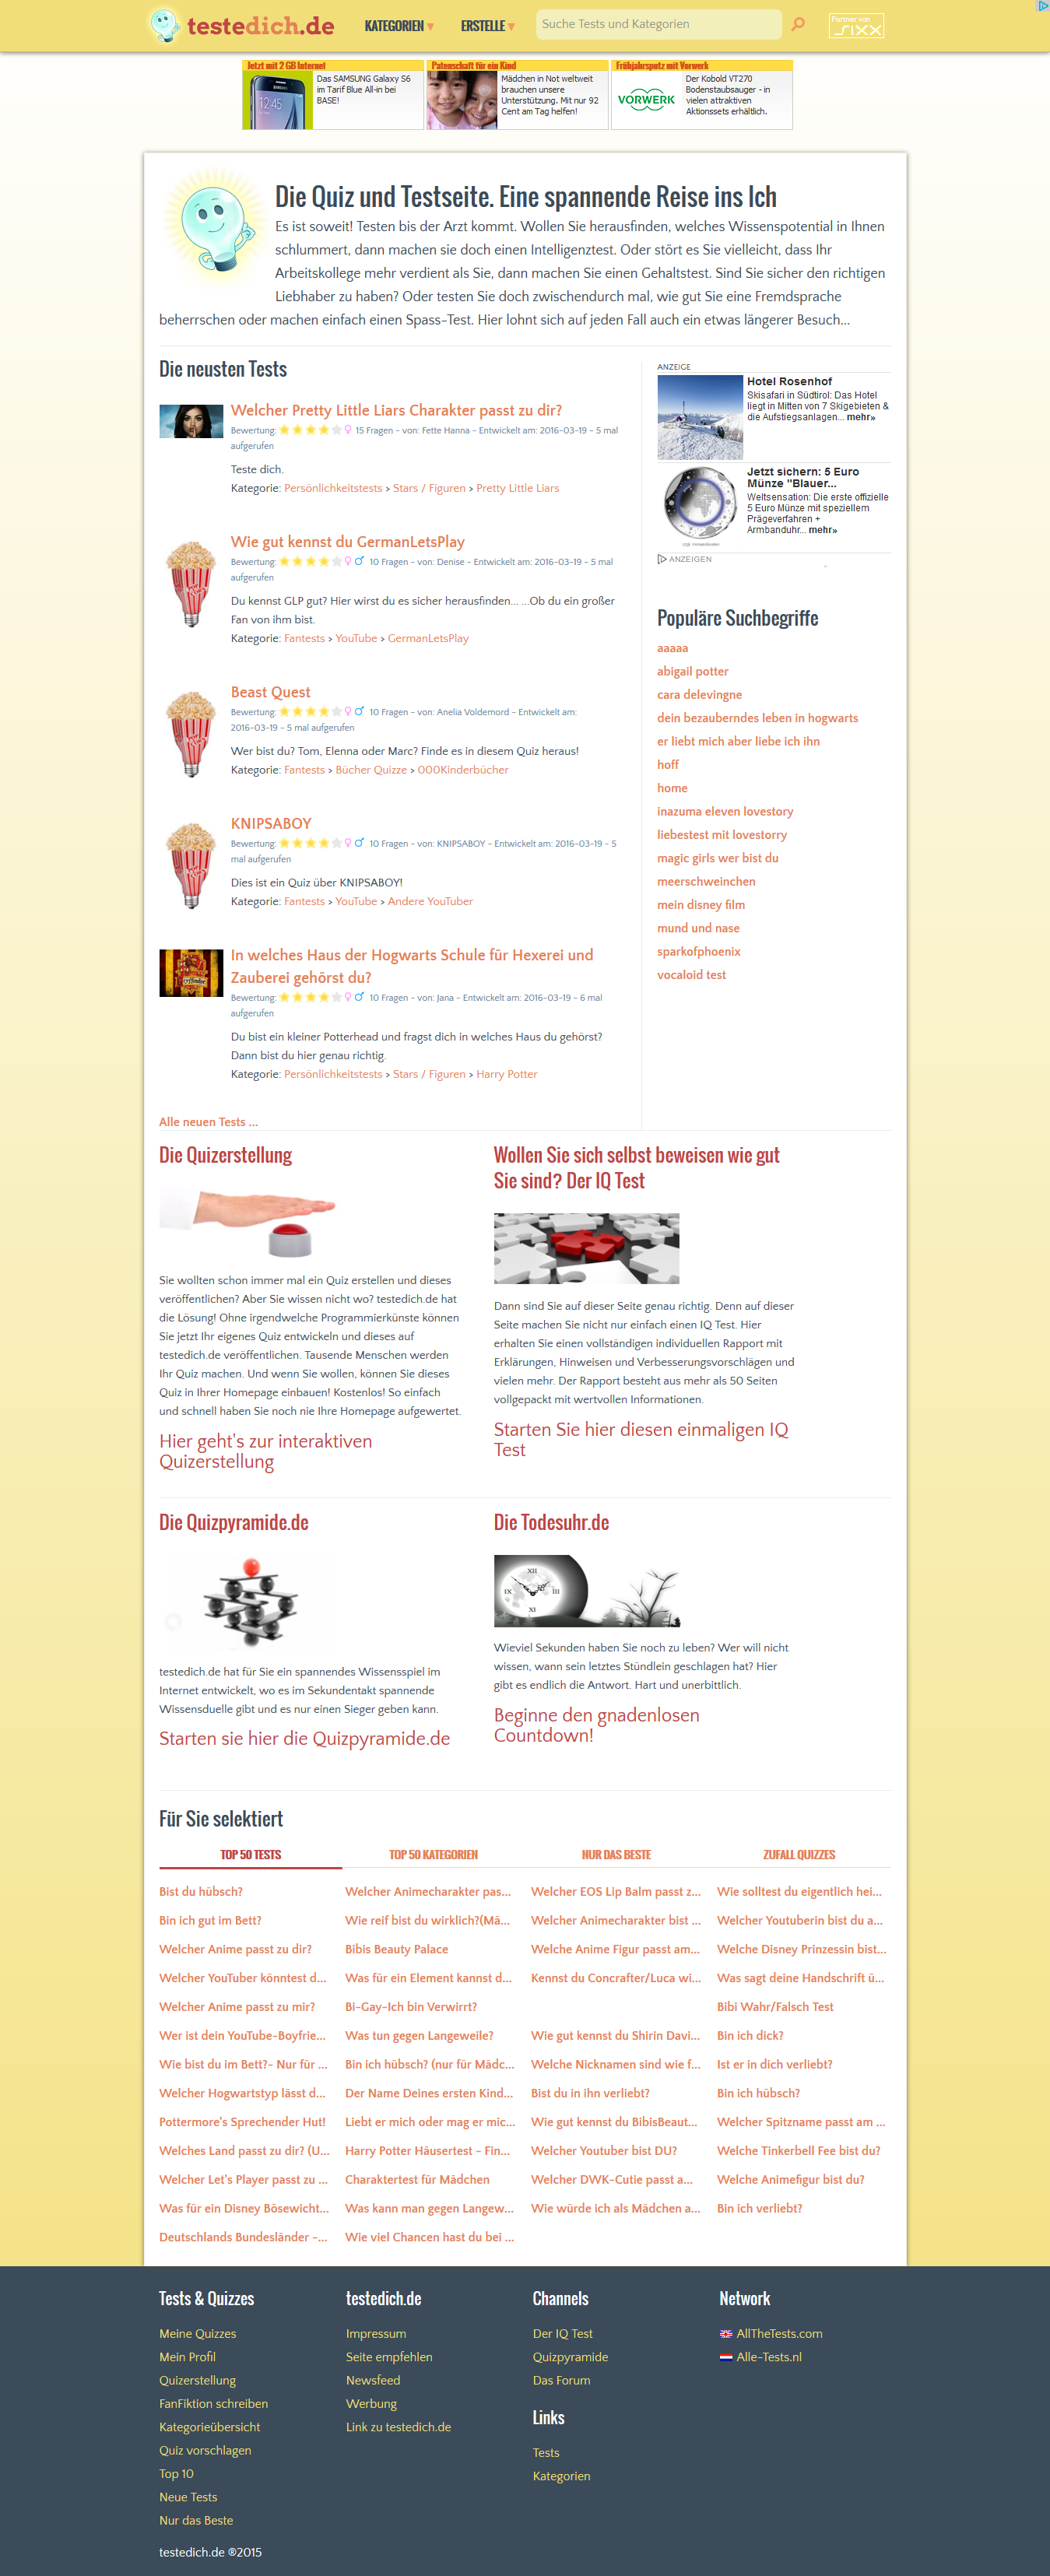 testedich.de
KATEGORIEN ▼
ERSTELLE ▼
Suche Tests und Kategorien
Partner von
SIXX
Jetzt mit 2 GB Internet
Das SAMSUNG Galaxy S6
im Tarif Blue All-in bei
BASE!
Patenschaft für ein Kind
Mädchen in Not weltweit
brauchen unsere
Unterstützung. Mit nur 92
Cent am Tag helfen!
Frühjahrsputz mit Vorwerk
VORWERK
Der Kobold VT270
Bodenstaubsauger - in
vielen attraktiven
Aktionssets erhältlich.
Die Quiz und Testseite. Eine spannende Reise ins Ich
Es ist soweit! Testen bis der Arzt kommt. Wollen Sie herausfinden, welches Wissenspotential in Ihnen
schlummert, dann machen sie doch einen Intelligenztest. Oder stört es Sie vielleicht, dass Ihr
Arbeitskollege mehr verdient als Sie, dann machen Sie einen Gehaltstest. Sind Sie sicher den richtigen
Liebhaber zu haben? Oder testen Sie doch zwischendurch mal, wie gut Sie eine Fremdsprache
beherrschen oder machen einfach einen Spass-Test. Hier lohnt sich auf jeden Fall auch ein etwas längerer Besuch...
Die neusten Tests
Welcher Pretty Little Liars Charakter passt zu dir?
Bewertung: 15 Fragen - von: Fette Hanna - Entwickelt am: 2016-03-19 - 5 mal
aufgerufen
Teste dich.
Kategorie: Persönlichkeitstests > Stars / Figuren > Pretty Little Liars
Wie gut kennst du GermanLetsPlay
Bewertung: 10 Fragen - von: Denise - Entwickelt am: 2016-03-19 - 5 mal
aufgerufen
Du kennst GLP gut? Hier wirst du es sicher herausfinden... ...Ob du ein großer
Fan von ihm bist.
Kategorie: Fantests > YouTube > GermanLetsPlay
Beast Quest
Bewertung: 10 Fragen - von: Anelia Voldemord - Entwickelt am:
2016-03-19 - 5 mal aufgerufen
Wer bist du? Tom, Elenna oder Marc? Finde es in diesem Quiz heraus!
Kategorie: Fantests > Bücher Quizze > 000Kinderbücher
KNIPSABOY
Bewertung: 10 Fragen - von: KNIPSABOY - Entwickelt am: 2016-03-19 - 5
mal aufgerufen
Dies ist ein Quiz über KNIPSABOY!
Kategorie: Fantests > YouTube > Andere YouTuber
In welches Haus der Hogwarts Schule für Hexerei und
Zauberei gehörst du?
Bewertung: 10 Fragen - von: Jana - Entwickelt am: 2016-03-19 - 6 mal
aufgerufen
Du bist ein kleiner Potterhead und fragst dich in welches Haus du gehörst?
Dann bist du hier genau richtig.
Kategorie: Persönlichkeitstests > Stars / Figuren > Harry Potter
Alle neuen Tests ...
ANZEIGE
Hotel Rosenhof
Skisafari in Südtirol: Das Hotel
liegt in Mitten von 7 Skigebieten &
die Aufstiegsanlagen... mehr»
Jetzt sichern: 5 Euro
Münze "Blauer...
Weltsensation: Die erste offizielle
5 Euro Münze mit speziellem
Prägeverfahren +
Armbanduhr... mehr»
ANZEIGEN
Populäre Suchbegriffe
aaaaa
abigail potter
cara delevingne
dein bezauberndes leben in hogwarts
er liebt mich aber liebe ich ihn
hoff
home
inazuma eleven lovestory
liebestest mit lovestorry
magic girls wer bist du
meerschweinchen
mein disney film
mund und nase
sparkofphoenix
vocaloid test
Die Quizerstellung
Sie wollten schon immer mal ein Quiz erstellen und dieses
veröffentlichen? Aber Sie wissen nicht wo? testedich.de hat
die Lösung! Ohne irgendwelche Programmierkünste können
Sie jetzt Ihr eigenes Quiz entwickeln und dieses auf
testedich.de veröffentlichen. Tausende Menschen werden
Ihr Quiz machen. Und wenn Sie wollen, können Sie dieses
Quiz in Ihrer Homepage einbauen! Kostenlos! So einfach
und schnell haben Sie noch nie Ihre Homepage aufgewertet.
Hier geht's zur interaktiven
Quizerstellung
Wollen Sie sich selbst beweisen wie gut
Sie sind? Der IQ Test
Dann sind Sie auf dieser Seite genau richtig. Denn auf dieser
Seite machen Sie nicht nur einfach einen IQ Test. Hier
erhalten Sie einen vollständigen individuellen Rapport mit
Erklärungen, Hinweisen und Verbesserungsvorschlägen und
vielen mehr. Der Rapport besteht aus mehr als 50 Seiten
vollgepackt mit wertvollen Informationen.
Starten Sie hier diesen einmaligen IQ
Test
Die Quizpyramide.de
testedich.de hat für Sie ein spannendes Wissensspiel im
Internet entwickelt, wo es im Sekundentakt spannende
Wissensduelle gibt und es nur einen Sieger geben kann.
Starten sie hier die Quizpyramide.de
Die Todesuhr.de
XII
IX
III
XI
Wieviel Sekunden haben Sie noch zu leben? Wer will nicht
wissen, wann sein letztes Stündlein geschlagen hat? Hier
gibt es endlich die Antwort. Hart und unerbittlich.
Beginne den gnadenlosen
Countdown!
Für Sie selektiert
TOP 50 TESTS
TOP 50 KATEGORIEN
NUR DAS BESTE
ZUFALL QUIZZES
Bist du hübsch?
Bin ich gut im Bett?
Welcher Anime passt zu dir?
Welcher YouTuber könntest d...
Welcher Anime passt zu mir?
Wer ist dein YouTube-Boyfrie...
Wie bist du im Bett?- Nur für ...
Welcher Hogwartstyp lässt d...
Pottermore's Sprechender Hut!
Welches Land passt zu dir? (U...
Welcher Let's Player passt zu ...
Was für ein Disney Bösewicht...
Deutschlands Bundesländer -...
Welcher Animecharakter pas...
Wie reif bist du wirklich?(Mä...
Bibis Beauty Palace
Was für ein Element kannst d...
Bi-Gay-Ich bin Verwirrt?
Was tun gegen Langeweile?
Bin ich hübsch? (nur für Mädc...
Der Name Deines ersten Kind...
Liebt er mich oder mag er mic...
Harry Potter Häusertest - Fin...
Charaktertest für Mädchen
Was kann man gegen Langew...
Wie viel Chancen hast du bei ...
Welcher EOS Lip Balm passt z...
Welcher Animecharakter bist ...
Welche Anime Figur passt am...
Kennst du Concrafter/Luca wi...
Wie gut kennst du Shirin Davi...
Welche Nicknamen sind wie f...
Bist du in ihn verliebt?
Wie gut kennst du BibisBeaut...
Welcher Youtuber bist DU?
Welcher DWK-Cutie passt a...
Wie würde ich als Mädchen a...
Wie solltest du eigentlich hei...
Welcher Youtuberin bist du a...
Welche Disney Prinzessin bist...
Was sagt deine Handschrift ü...
Bibi Wahr/Falsch Test
Bin ich dick?
Ist er in dich verliebt?
Bin ich hübsch?
Welcher Spitzname passt am ...
Welche Tinkerbell Fee bist du?
Welche Animefigur bist du?
Bin ich verliebt?
Tests & Quizzes
Meine Quizzes
Mein Profil
Quizerstellung
FanFiktion schreiben
Kategorieübersicht
Quiz vorschlagen
Top 10
Neue Tests
Nur das Beste
testedich.de ®2015
testedich.de
Impressum
Seite empfehlen
Newsfeed
Werbung
Link zu testedich.de
Channels
Der IQ Test
Quizpyramide
Das Forum
Links
Tests
Kategorien
Network
AllTheTests.com
Alle-Tests.nl